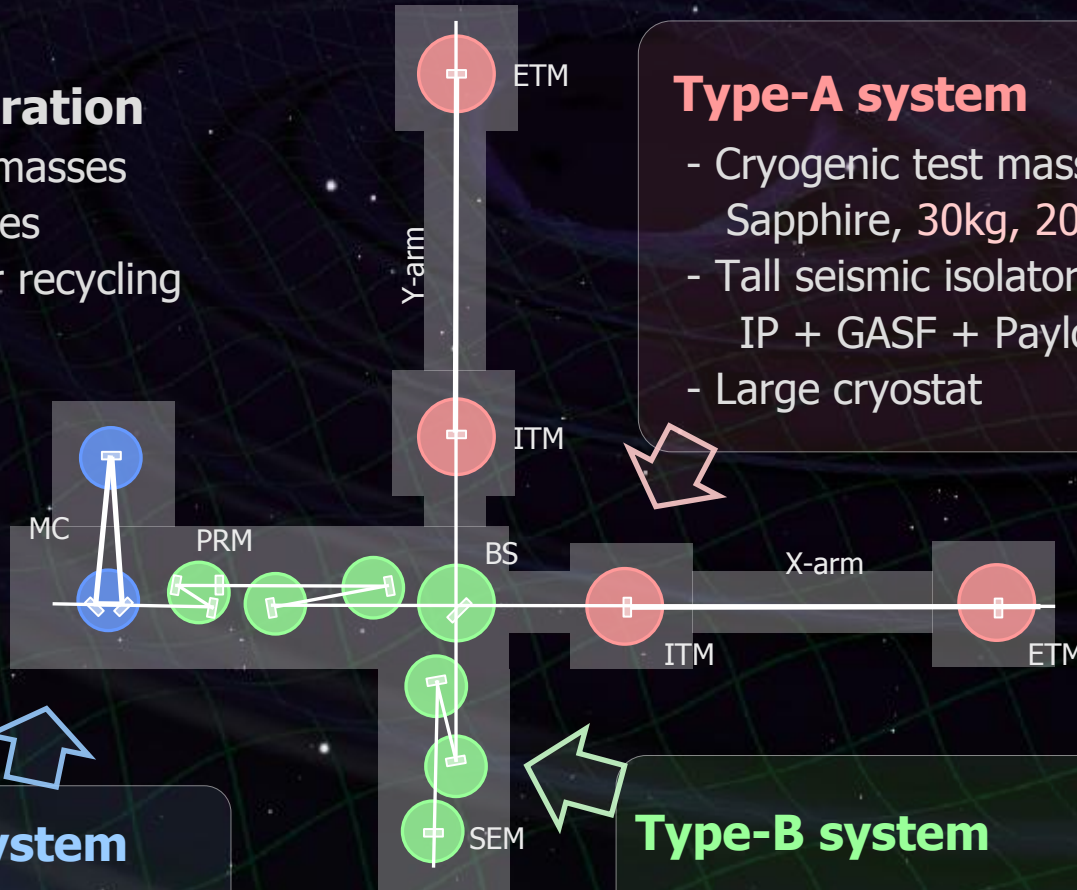 ration
masses
es
r recycling
ETM
Y-arm
ITM
Type-A system
- Cryogenic test mass
Sapphire, 30kg, 20
- Tall seismic isolator
IP + GASF + Paylo
- Large cryostat
MC
PRM
BS
X-arm
ITM
ETM
SEM
ystem
Type-B system